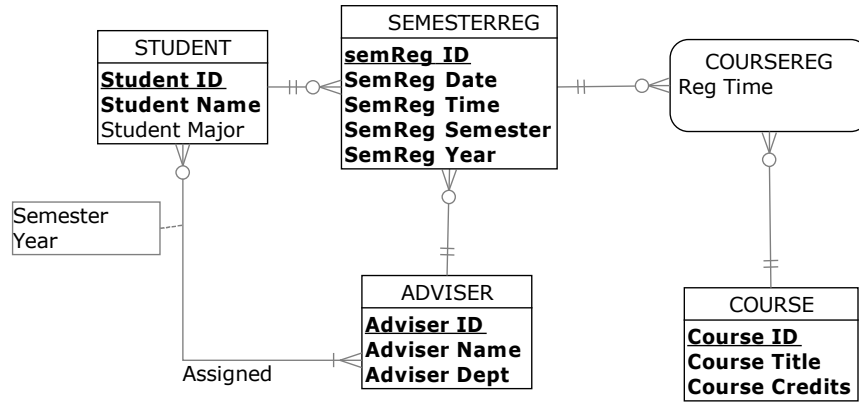 STUDENT
Student ID
Student Name
Student Major
SEMESTERREG
semReg ID
SemReg Date
SemReg Time
SemReg Semester
SemReg Year
COURSEREG
Reg Time
Semester
Year
Assigned
ADVISER
Adviser ID
Adviser Name
Adviser Dept
COURSE
Course ID
Course Title
Course Credits